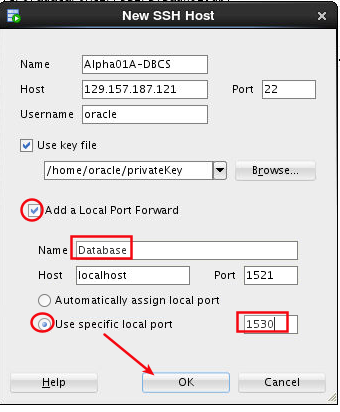 New SSH Host
Name Alpha01A-DBCS
Host 129.157.187.121 Port 22
Username oracle
Use key file
/home/oracle/privateKey Browse...
Add a Local Port Forward
Name Database
Host localhost Port 1521
Automatically assign local port
Use specific local port 1530
Help OK Cancel